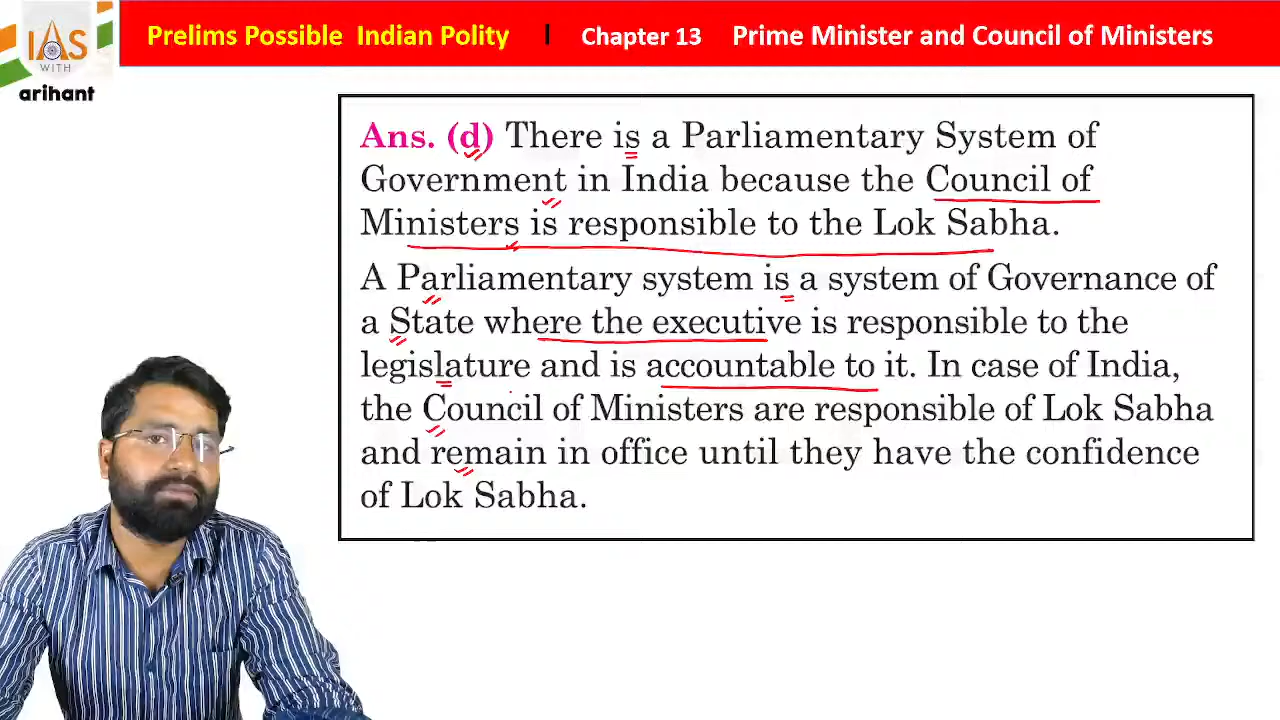 IAS
WITH
arihant
Prelims Possible Indian Polity | Chapter 13 Prime Minister and Council of Ministers
Ans. (d) There is a Parliamentary System of
Government in India because the Council of
Ministers is responsible to the Lok Sabha.
A Parliamentary system is a system of Governance of
a State where the executive is responsible to the
legislature and is accountable to it. In case of India,
the Council of Ministers are responsible of Lok Sabha
and remain in office until they have the confidence
of Lok Sabha.